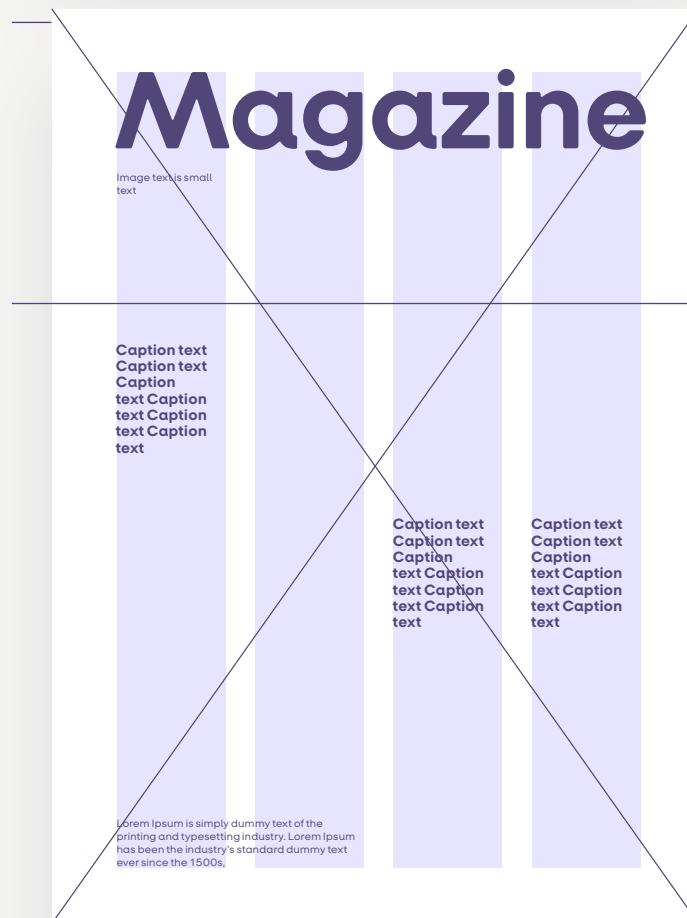 Magazine
Image text is small
text
Caption text
Caption text
Caption
text Caption
text Caption
text Caption
text
Caption text
Caption text
Caption
text Caption
text Caption
text Caption
text
Caption text
Caption text
Caption
text Caption
text Caption
text Caption
text
Lorem Ipsum is simply dummy text of the
printing and typesetting industry. Lorem Ipsum
has been the industry's standard dummy text
ever since the 1500s,